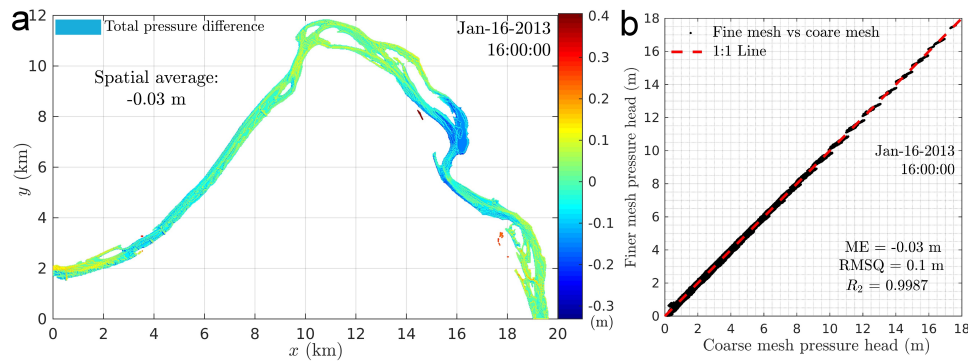 a
Total pressure difference
Jan-16-2013
16:00:00
Spatial average:
-0.03 m
12
10
8
6
4
2
0
y (km)
0 2 4 6 8 10 12 14 16 18 20
x (km)
0.4
0.3
0.2
0.1
0
-0.1
-0.2
-0.3
(m)
b
Fine mesh vs coare mesh
1:1 Line
Jan-16-2013
16:00:00
ME = -0.03 m
RMSQ = 0.1 m
R2 = 0.9987
18
16
14
12
10
8
6
4
2
0
Finer mesh pressure head (m)
0 2 4 6 8 10 12 14 16 18
Coarse mesh pressure head (m)